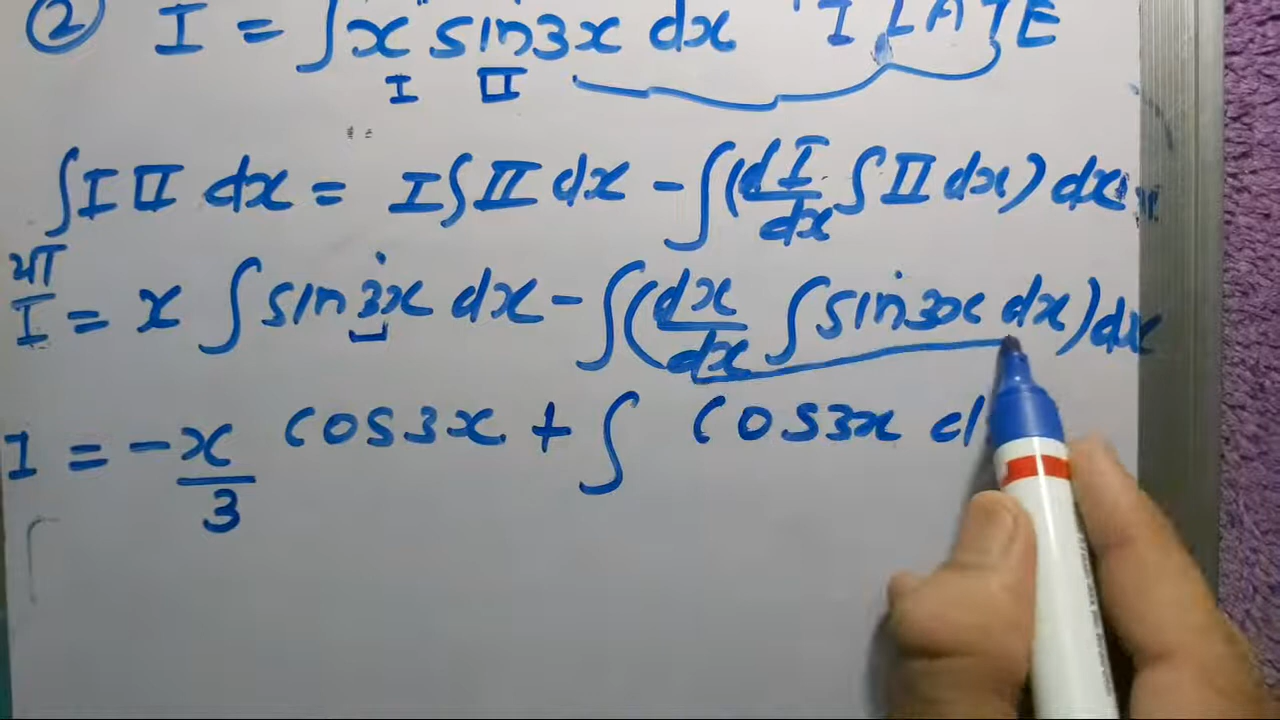 ② I = ∫x sin3x dx I LATE
I II
∫I II dx = I∫II dx - ∫(dI/dx ∫II dx) dx
या
I = x ∫sin3x dx - ∫(dx/dx ∫sin3x dx)dx
I = -x/3 cos3x + ∫ cos3x d